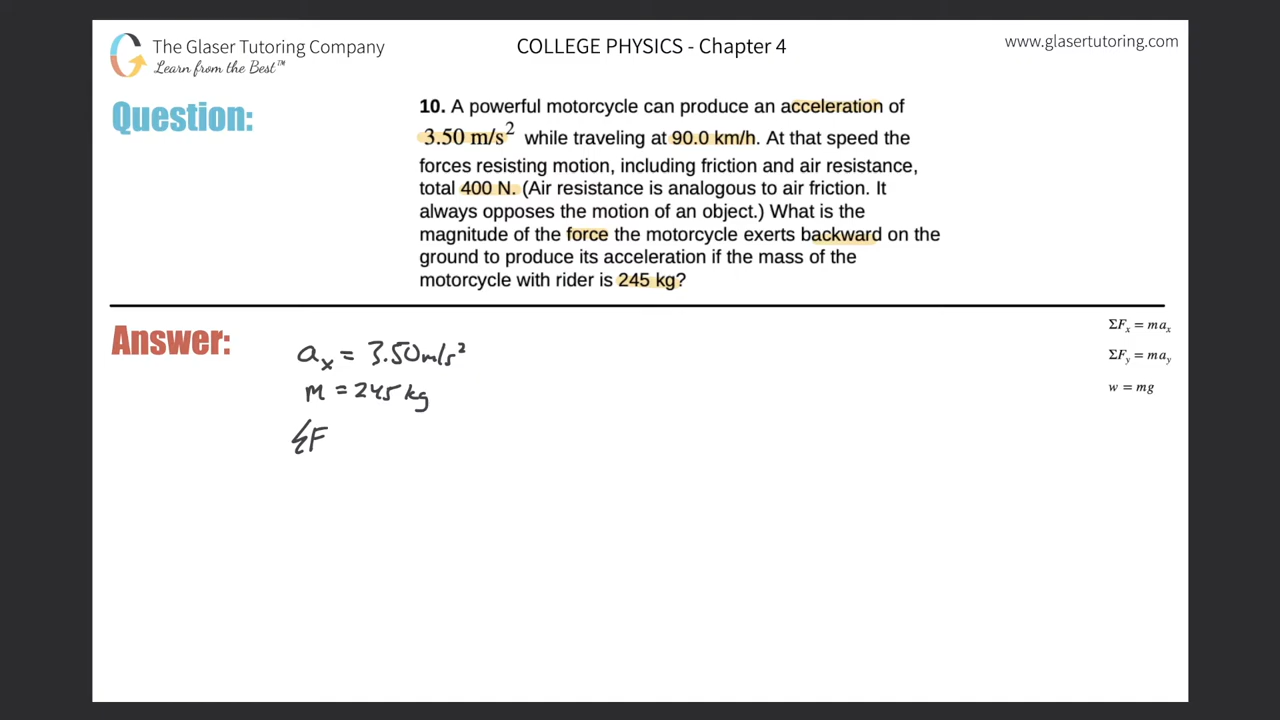 The Glaser Tutoring Company
Learn from the Best™
COLLEGE PHYSICS - Chapter 4
www.glasertutoring.com
Question:
10. A powerful motorcycle can produce an acceleration of
3.50 m/s² while traveling at 90.0 km/h. At that speed the
forces resisting motion, including friction and air resistance,
total 400 N. (Air resistance is analogous to air friction. It
always opposes the motion of an object.) What is the
magnitude of the force the motorcycle exerts backward on the
ground to produce its acceleration if the mass of the
motorcycle with rider is 245 kg?
Answer:
aₓ = 3.50 m/s²
m = 245 kg
ΣF
ΣFₓ = maₓ
ΣFᵧ = maᵧ
w = mg